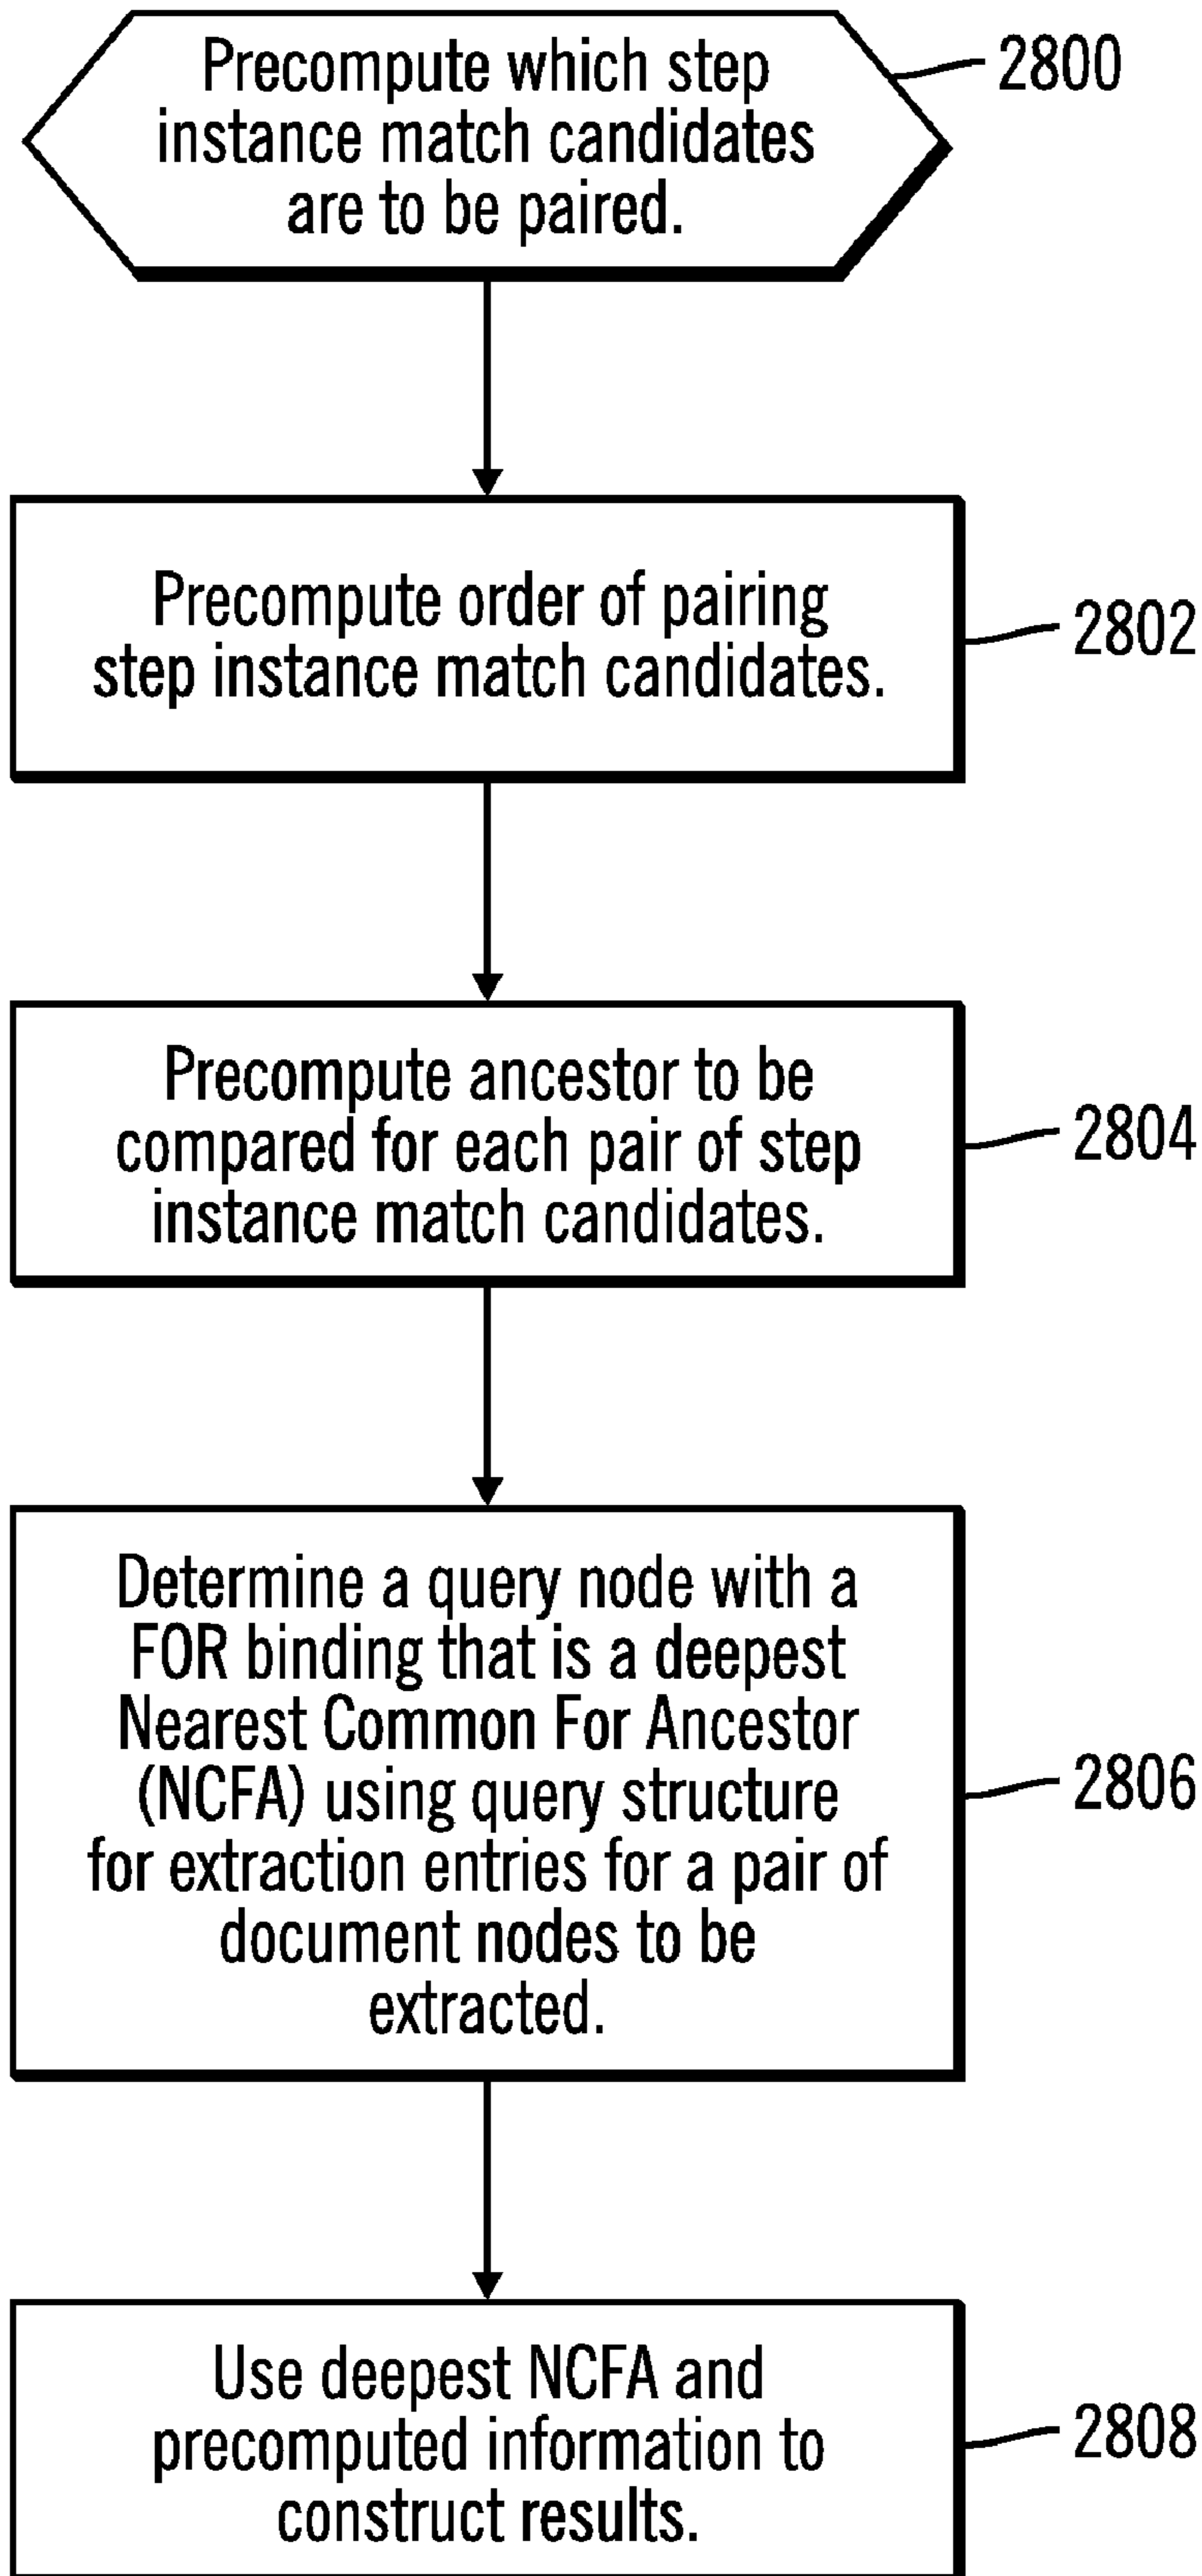 Precompute which step
instance match candidates
are to be paired.
2800
Precompute order of pairing
step instance match candidates.
2802
Precompute ancestor to be
compared for each pair of step
instance match candidates.
2804
Determine a query node with a
FOR binding that is a deepest
Nearest Common For Ancestor
(NCFA) using query structure
for extraction entries for a pair of
document nodes to be
extracted.
2806
Use deepest NCFA and
precomputed information to
construct results.
2808